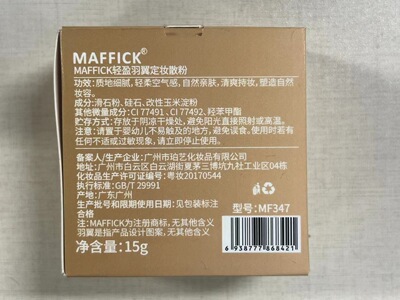 MAFFICK®
MAFFICK轻盈羽翼定妆散粉
功效：质地细腻，轻柔空气感，自然亲肤，清爽持妆，塑造自然
妆容。
成分：滑石粉、硅石、改性玉米淀粉
其他微量成分：CI 77491、CI 77492、羟苯甲酯
贮存方式：存放于阴凉干燥处，避免阳光直接照射或高温。
注意：请置于婴幼儿不易触及的地方，避免误食。使用时若有
任何不适或过敏现象，请立即停止使用。
备案人/生产企业：广州市珀艺化妆品有限公司
地址：广州市白云区白云湖街夏茅三博坑九社工业区04栋
化妆品生产许可证编号：粤妆20170544
执行标准：GB/T 29991
产地：广东广州
生产批号和限期使用日期：见包装标注
合格
注：MAFFICK为注册商标，无其他含义
羽翼是指产品设计图案，无其他含义
净含量：15g
型号：MF347
6 938777 868421